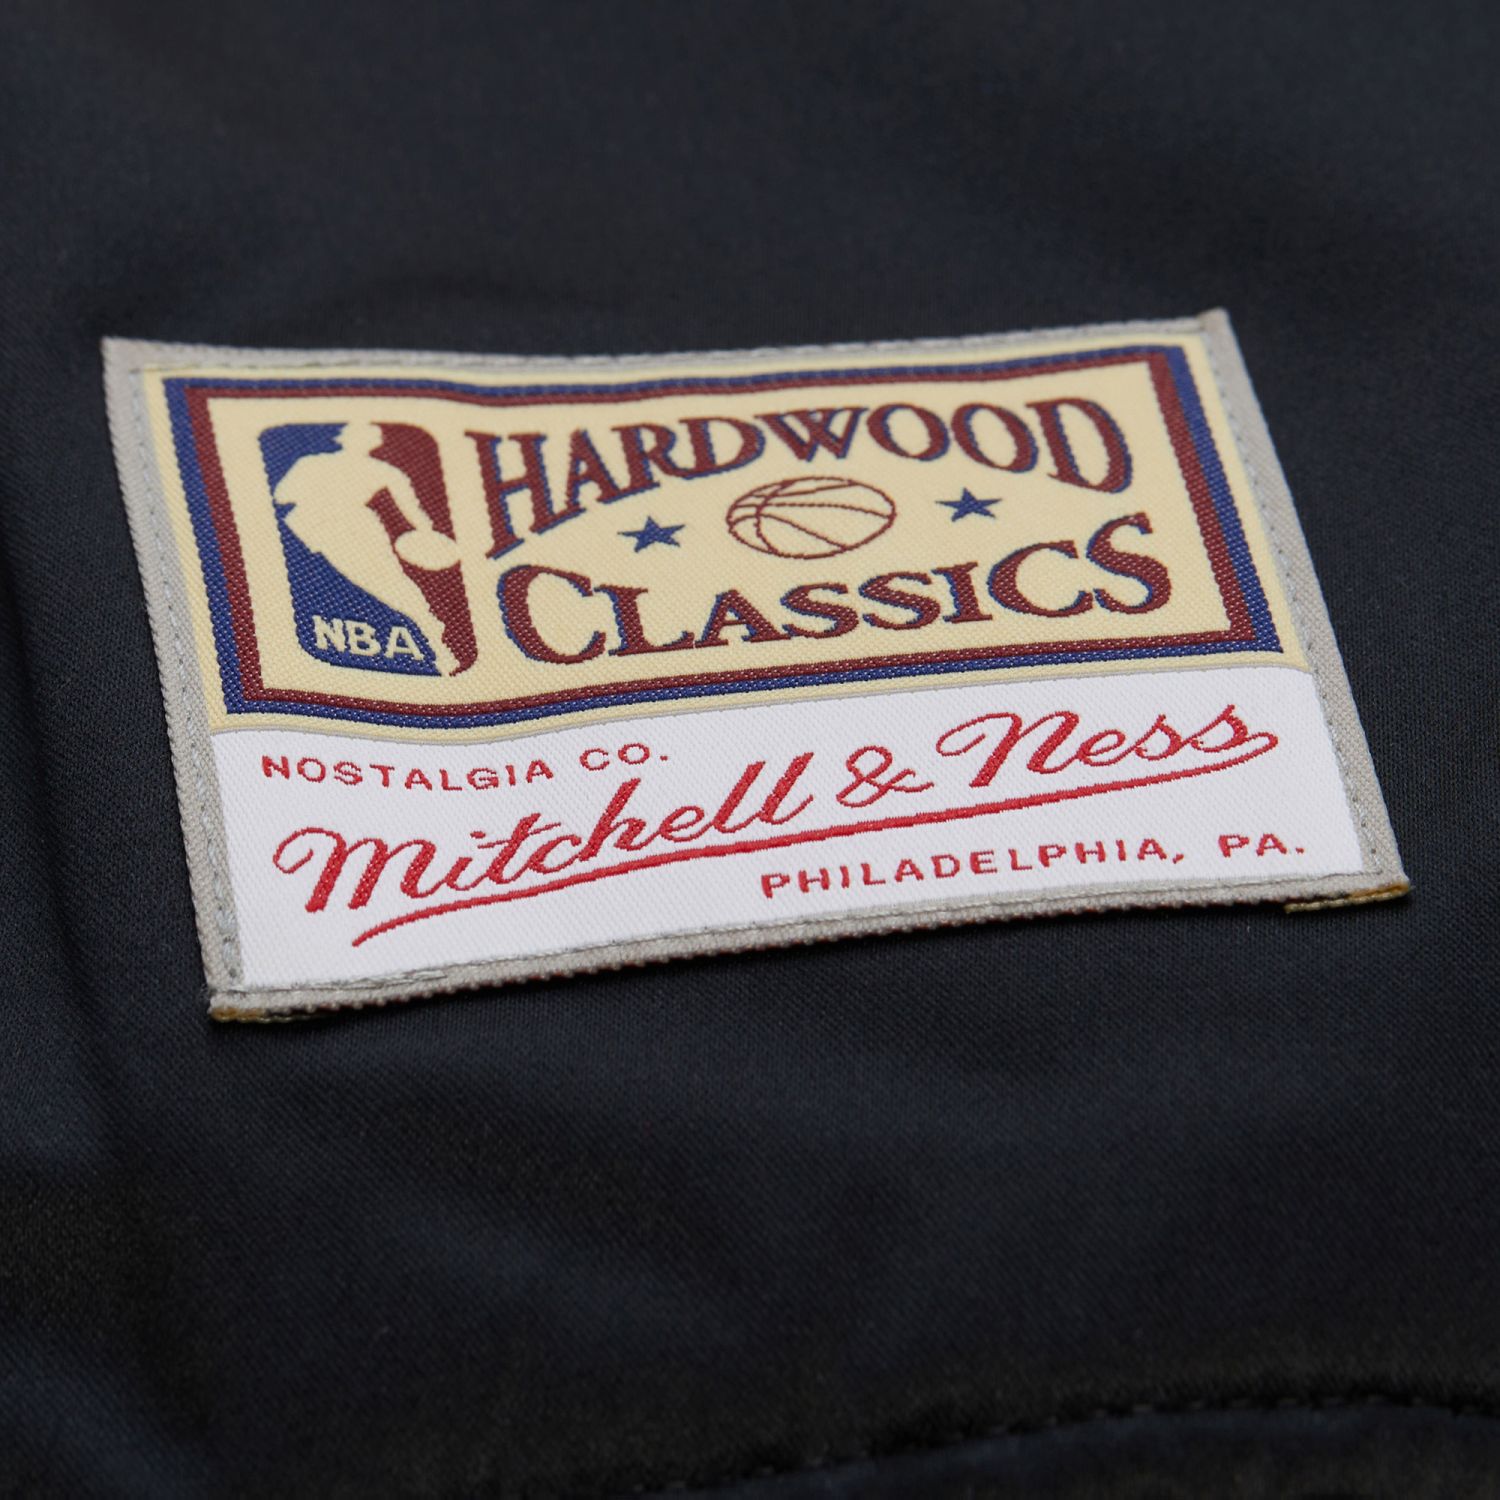 NBA
HARDWOOD
CLASSICS
NOSTALGIA CO.
Mitchell & Ness
PHILADELPHIA, PA.